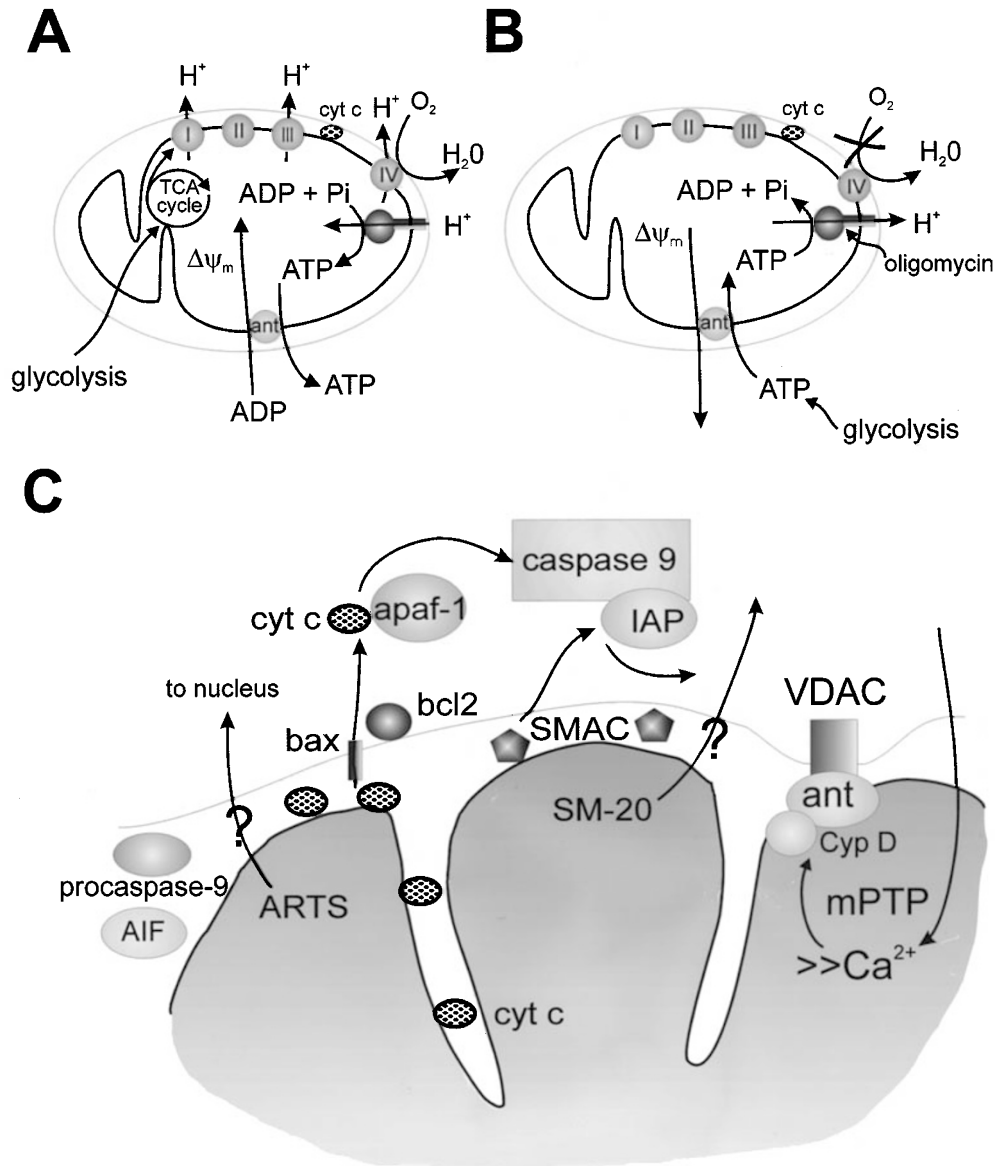 A
H+
H+
cyt c
H+
O2
I
II
III
IV
H20
TCA
cycle
ADP + Pi
H+
Δψm
ATP
ant
glycolysis
ATP
ADP
B
cyt c
O2
I
II
III
IV
H20
ADP + Pi
H+
Δψm
ATP
oligomycin
ant
ATP
glycolysis
C
caspase 9
cyt c
apaf-1
IAP
to nucleus
bcl2
VDAC
bax
SMAC
?
?
SM-20
ant
Cyp D
procaspase-9
ARTS
mPTP
AIF
>>Ca2+
cyt c